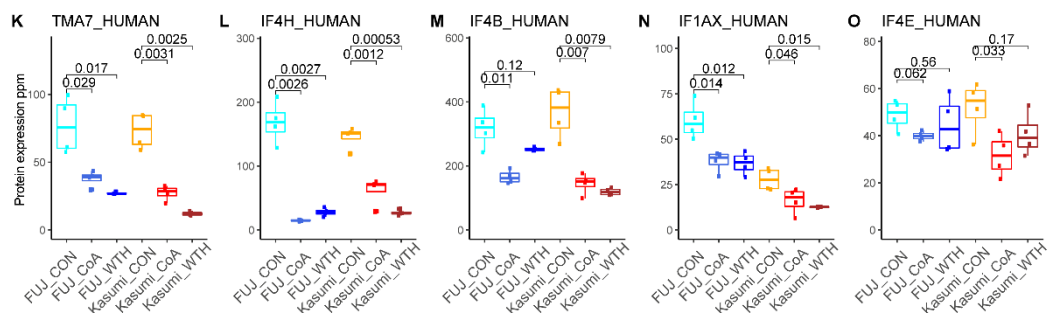 K TMA7_HUMAN
Protein expression ppm
0
50
100
0.0025
0.0031
0.017
0.029
FUJ_CON
FUJ_CoA
FUJ_WTH
Kasumi_CON
Kasumi_CoA
Kasumi_WTH
L IF4H_HUMAN
0
100
200
300
0.00053
0.0012
0.0027
0.0026
FUJ_CON
FUJ_CoA
FUJ_WTH
Kasumi_CON
Kasumi_CoA
Kasumi_WTH
M IF4B_HUMAN
0
200
400
600
0.0079
0.007
0.12
0.011
FUJ_CON
FUJ_CoA
FUJ_WTH
Kasumi_CON
Kasumi_CoA
Kasumi_WTH
N IF1AX_HUMAN
0
30
60
90
0.015
0.046
0.012
0.014
FUJ_CON
FUJ_CoA
FUJ_WTH
Kasumi_CON
Kasumi_CoA
Kasumi_WTH
O IF4E_HUMAN
0
20
40
60
80
0.17
0.033
0.56
0.062
FUJ_CON
FUJ_CoA
FUJ_WTH
Kasumi_CON
Kasumi_CoA
Kasumi_WTH